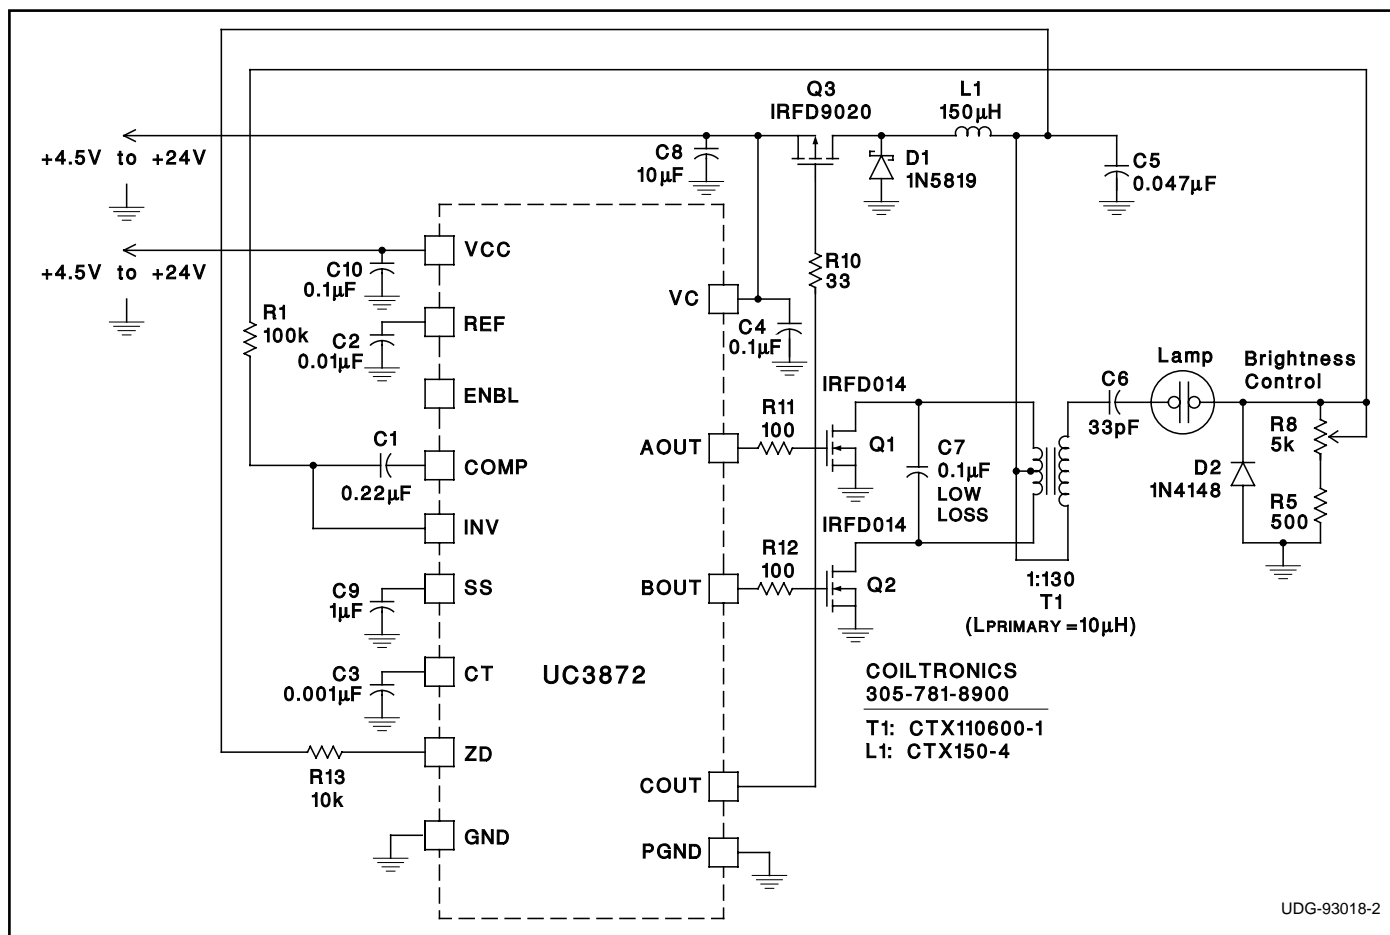 Q3
IRFD9020
L1
150µH
+4.5V to +24V
C8
10µF
D1
1N5819
C5
0.047µF
+4.5V to +24V
VCC
C10
0.1µF
R10
33
R1
100k
REF
C2
0.01µF
VC
C4
0.1µF
ENBL
IRFD014
Lamp
Brightness
Control
C6
33pF
R11
100
C1
0.22µF
COMP
AOUT
Q1
C7
0.1µF
LOW
LOSS
R8
5k
D2
1N4148
R5
500
INV
IRFD014
R12
100
C9
1µF
SS
BOUT
Q2
1:130
T1
(LPRIMARY =10µH)
C3
0.001µF
CT
UC3872
COILTRONICS
305-781-8900
T1: CTX110600-1
L1: CTX150-4
ZD
R13
10k
COUT
GND
PGND
UDG-93018-2